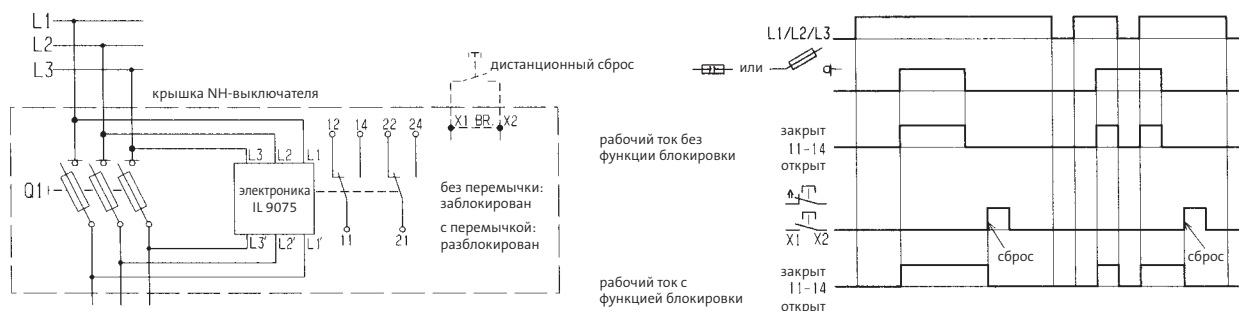 L1
L2
L3
дистанционный сброс
крышка NH-выключателя
X1 BR. X2
12 14 22 24
L3 L2 L1
Q1
электроника
IL 9075
без перемычки:
заблокирован
с перемычкой:
разблокирован
11
21
L3' L2' L1'
L1/L2/L3
или
рабочий ток без
функции блокировки
закрыт
11-14
открыт
X1 X2
сброс
сброс
рабочий ток с
функцией блокировки
закрыт
11-14
открыт